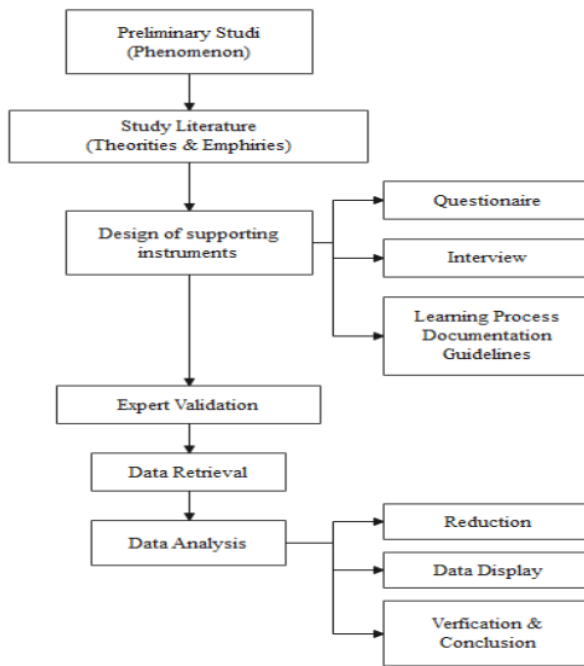 Preliminary Studi
(Phenomenon)
Study Literature
(Theorities & Emphiries)
Design of supporting
instruments
Questionaire
Interview
Learning Process
Documentation
Guidelines
Expert Validation
Data Retrieval
Data Analysis
Reduction
Data Display
Verfication &
Conclusion